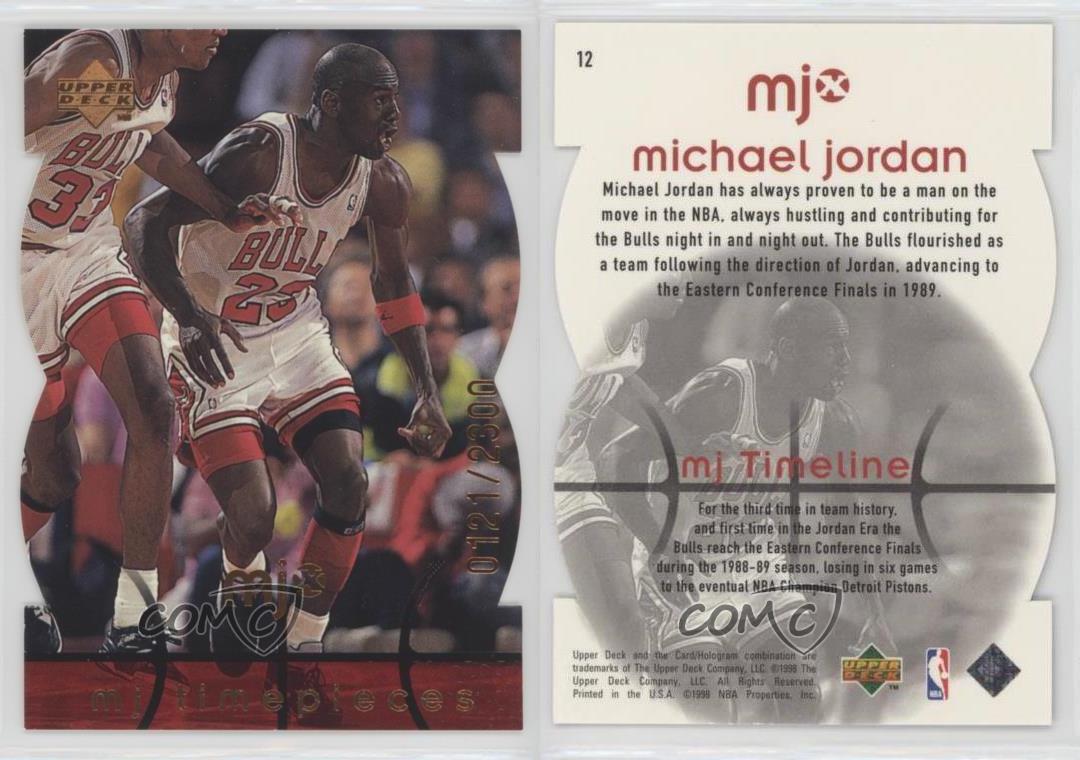 UPPER
DECK
BULL
33
BULL
23
0121/2300
mjx
COMC
mj timepieces
12
mjx
michael jordan
Michael Jordan has always proven to be a man on the
move in the NBA, always hustling and contributing for
the Bulls night in and night out. The Bulls flourished as
a team following the direction of Jordan, advancing to
the Eastern Conference Finals in 1989.
mj Timeline
For the third time in team history,
and first time in the Jordan Era the
Bulls reach the Eastern Conference Finals
during the 1988-89 season, losing in six games
to the eventual NBA Champion Detroit Pistons.
COMC
Upper Deck and the Card/Hologram combination are
trademarks of The Upper Deck Company, LLC. ©1998 The
Upper Deck Company, LLC. All Rights Reserved.
Printed in the U.S.A. ©1998 NBA Properties, Inc.
UPPER
DECK
TM
NBA